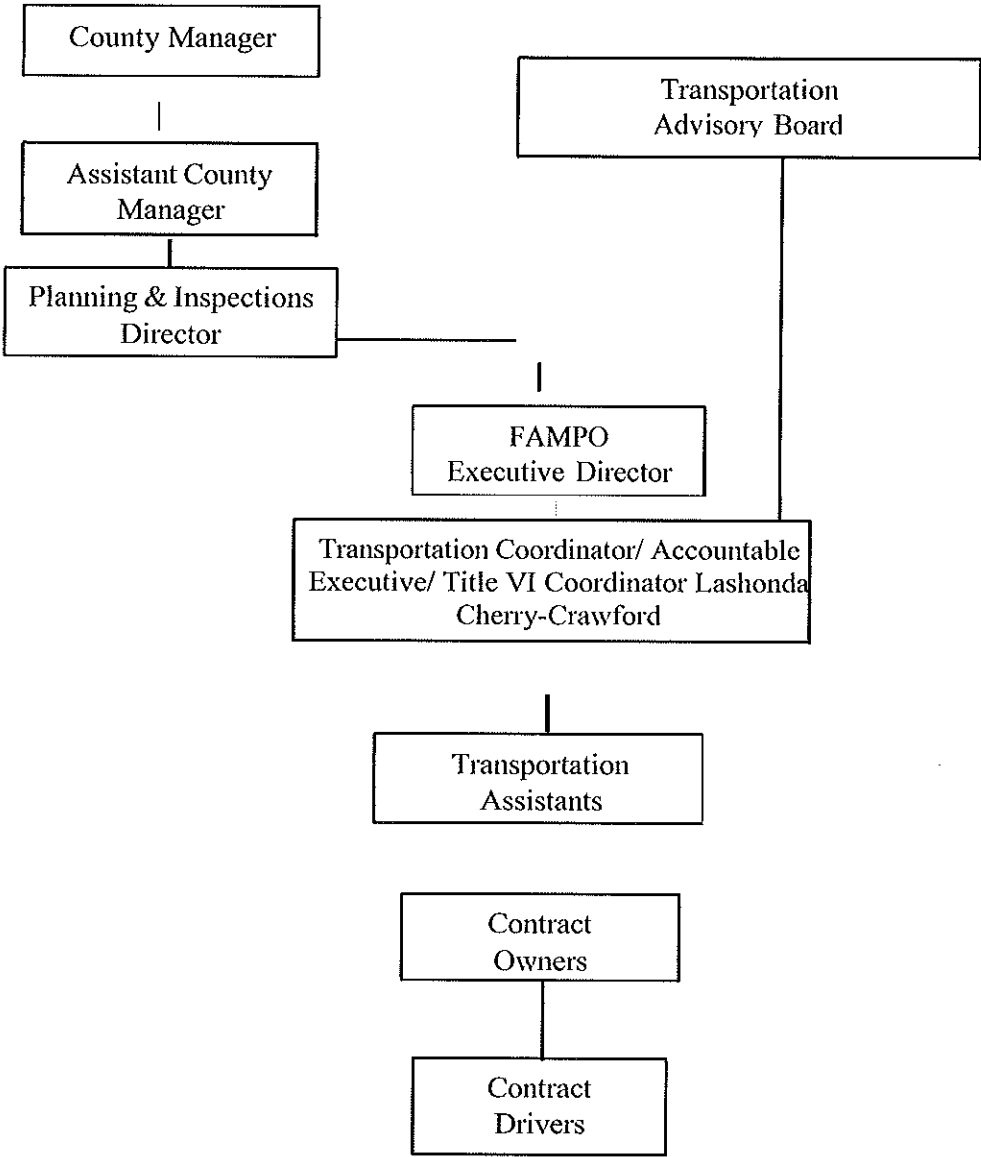 County Manager
Transportation
Advisory Board
Assistant County
Manager
Planning & Inspections
Director
FAMPO
Executive Director
Transportation Coordinator/ Accountable
Executive/ Title VI Coordinator Lashonda
Cherry-Crawford
Transportation
Assistants
Contract
Owners
Contract
Drivers